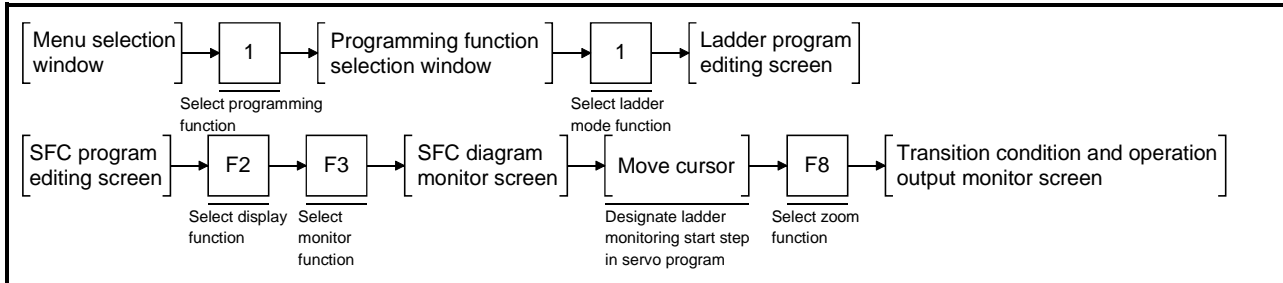 Menu selection
window
1
Programming function
selection window
1
Ladder program
editing screen
Select programming
function
Select ladder
mode function
SFC program
editing screen
F2
F3
SFC diagram
monitor screen
Move cursor
F8
Transition condition and operation
output monitor screen
Select display
function
Select
monitor
function
Designate ladder
monitoring start step
in servo program
Select zoom
function